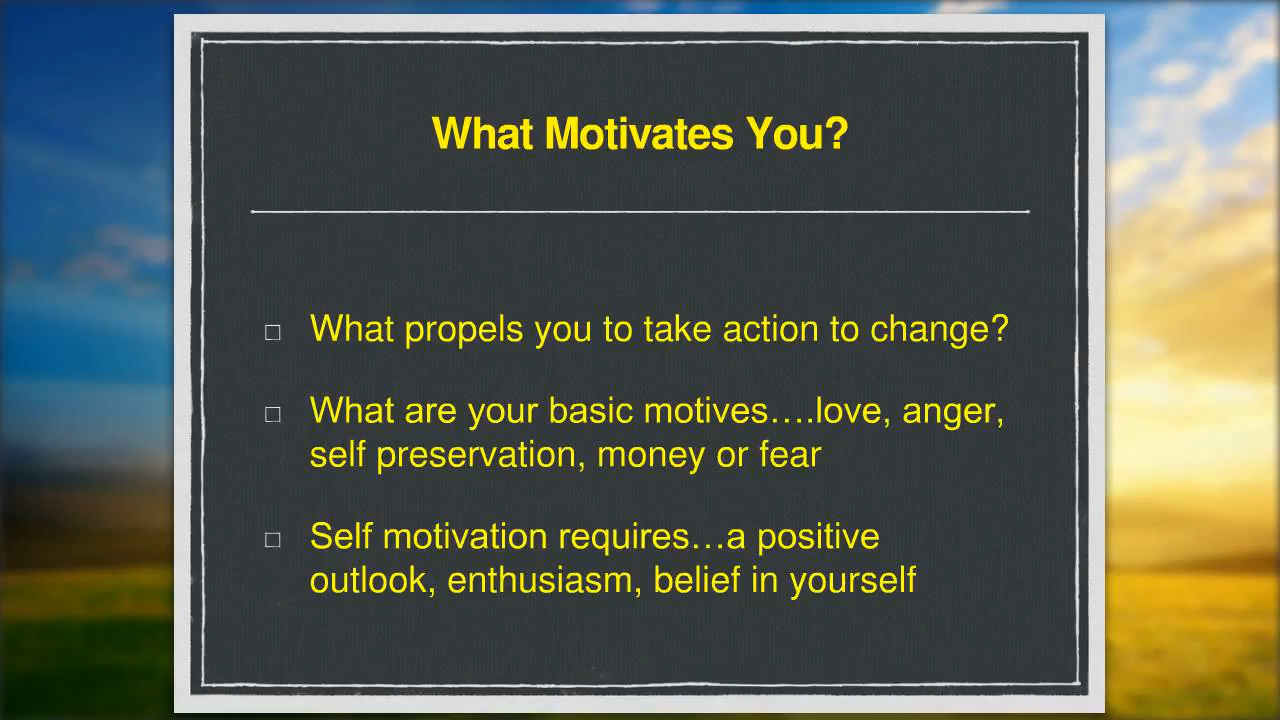 What Motivates You?
What propels you to take action to change?
What are your basic motives….love, anger,
self preservation, money or fear
Self motivation requires…a positive
outlook, enthusiasm, belief in yourself